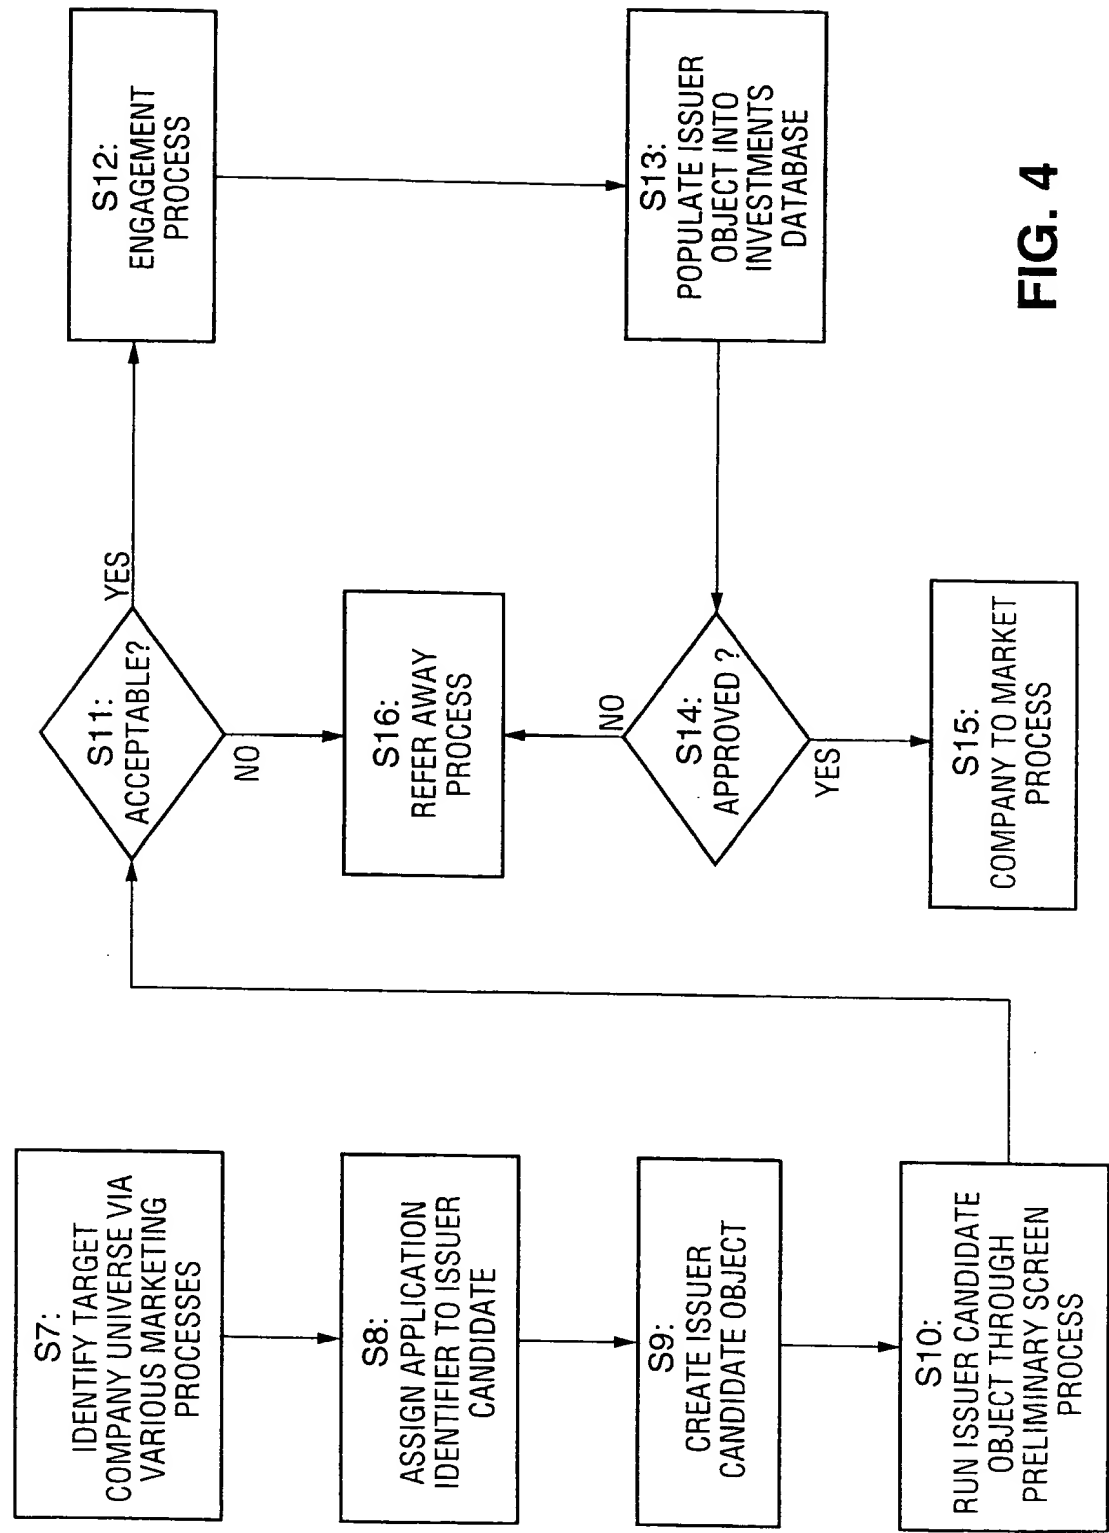 S7:
IDENTIFY TARGET
COMPANY UNIVERSE VIA
VARIOUS MARKETING
PROCESSES
S8:
ASSIGN APPLICATION
IDENTIFIER TO ISSUER
CANDIDATE
S9:
CREATE ISSUER
CANDIDATE OBJECT
S10:
RUN ISSUER CANDIDATE
OBJECT THROUGH
PRELIMINARY SCREEN
PROCESS
S11:
ACCEPTABLE?
YES
NO
S12:
ENGAGEMENT
PROCESS
S13:
POPULATE ISSUER
OBJECT INTO
INVESTMENTS
DATABASE
S14:
APPROVED ?
NO
YES
S16:
REFER AWAY
PROCESS
S15:
COMPANY TO MARKET
PROCESS
FIG. 4